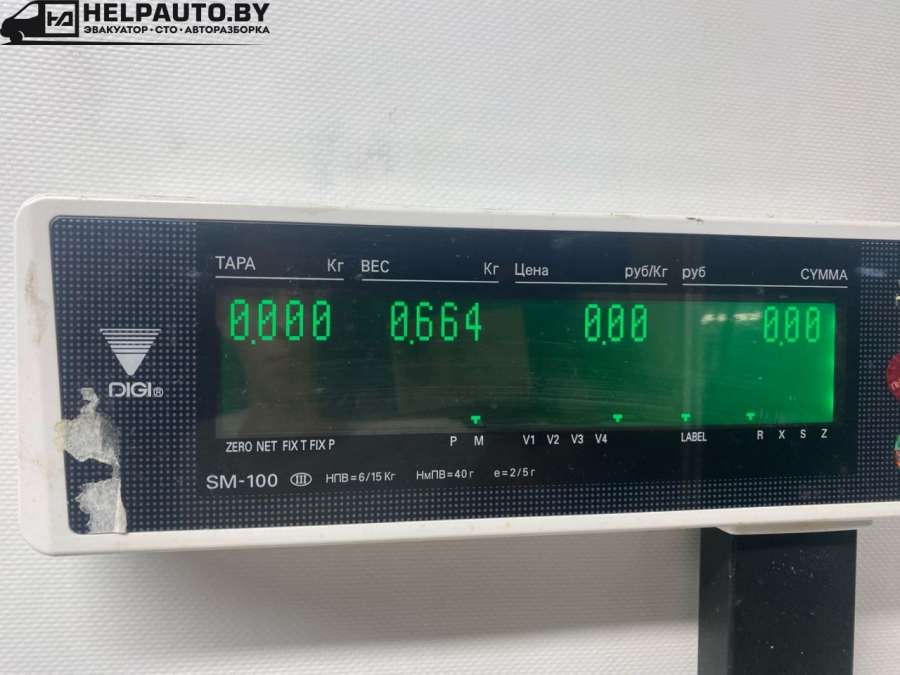 HELPAUTO.BY
ЭВАКУАТОР·СТО·АВТОРАЗБОРКА
ТАРА Кг ВЕС Кг Цена руб/Кг руб СУММА
0.000 0.664 0.00 0.00
DIGI®
ZERO NET FIX T FIX P P M V1 V2 V3 V4 LABEL R X S Z
SM-100 III НПВ=6/15 Кг НмПВ=40 г е=2/5 г